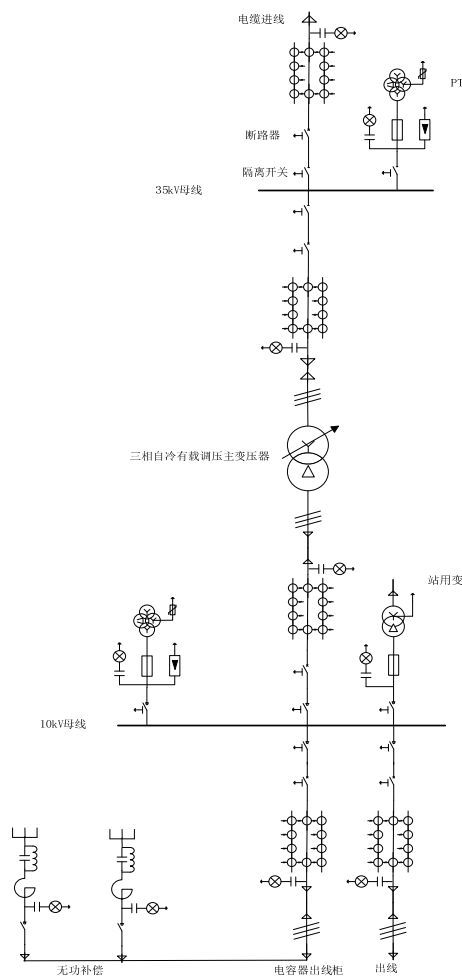 电缆进线
PT
断路器
隔离开关
35kV母线
三相自冷有载调压主变压器
站用变
10kV母线
无功补偿
电容器出线柜
出线